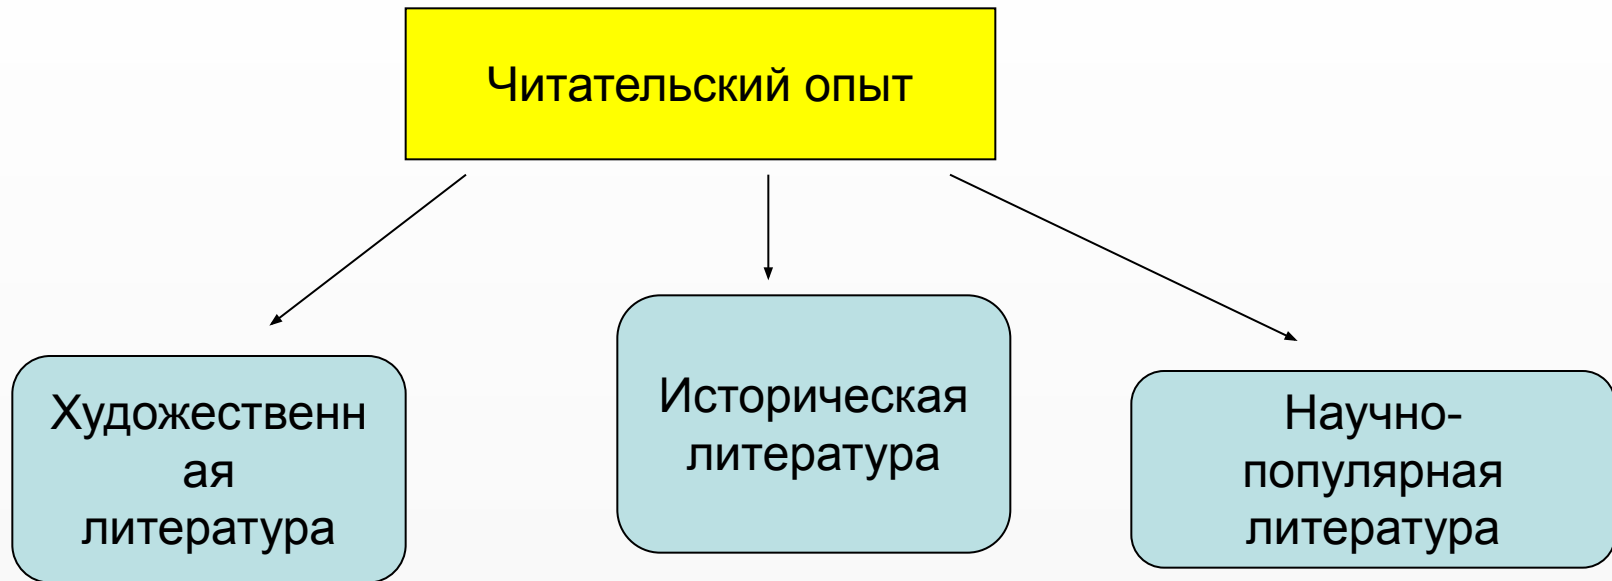 Читательский опыт
Художественн
ая
литература
Историческая
литература
Научно-
популярная
литература